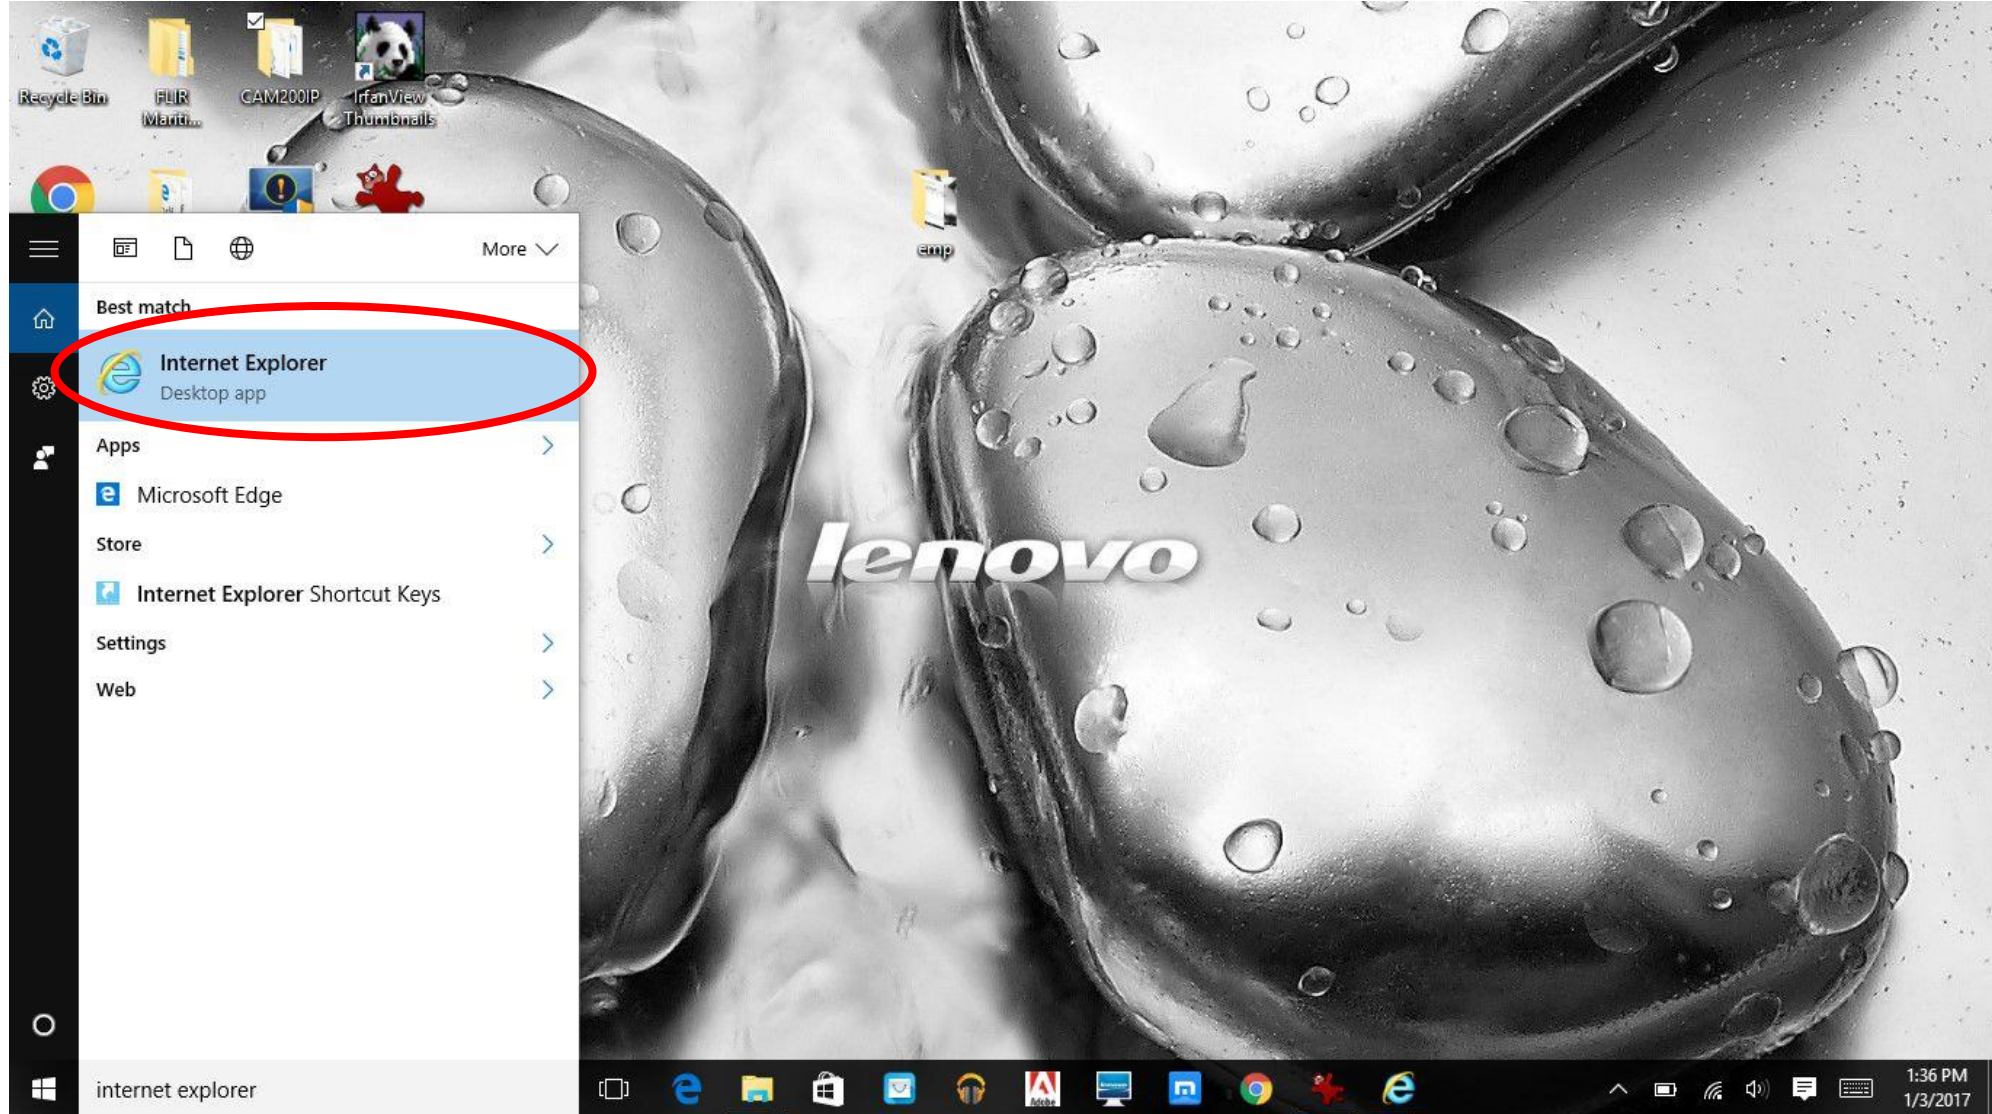 Recycle Bin
FLIR
Mariti...
CAM200IP
IrfanView
Thumbnails
emp
More
Best match
Internet Explorer
Desktop app
Apps
Microsoft Edge
Store
Internet Explorer Shortcut Keys
Settings
Web
lenovo
internet explorer
Adobe
1:36 PM
1/3/2017